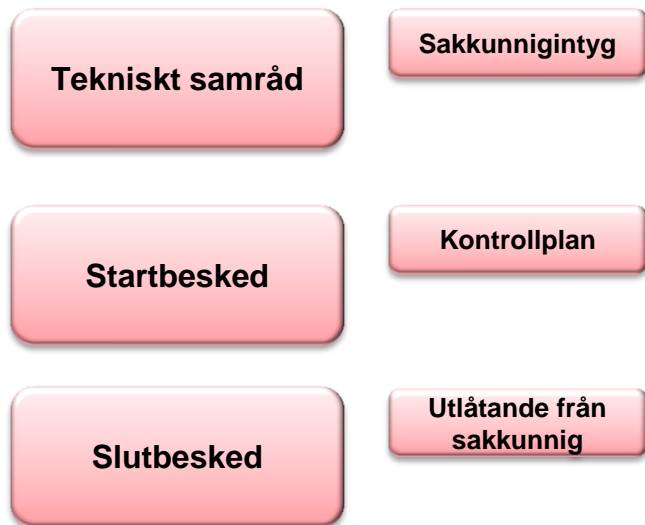 Tekniskt samråd
Sakkunnigintyg
Startbesked
Kontrollplan
Slutbesked
Utlåtande från
sakkunnig